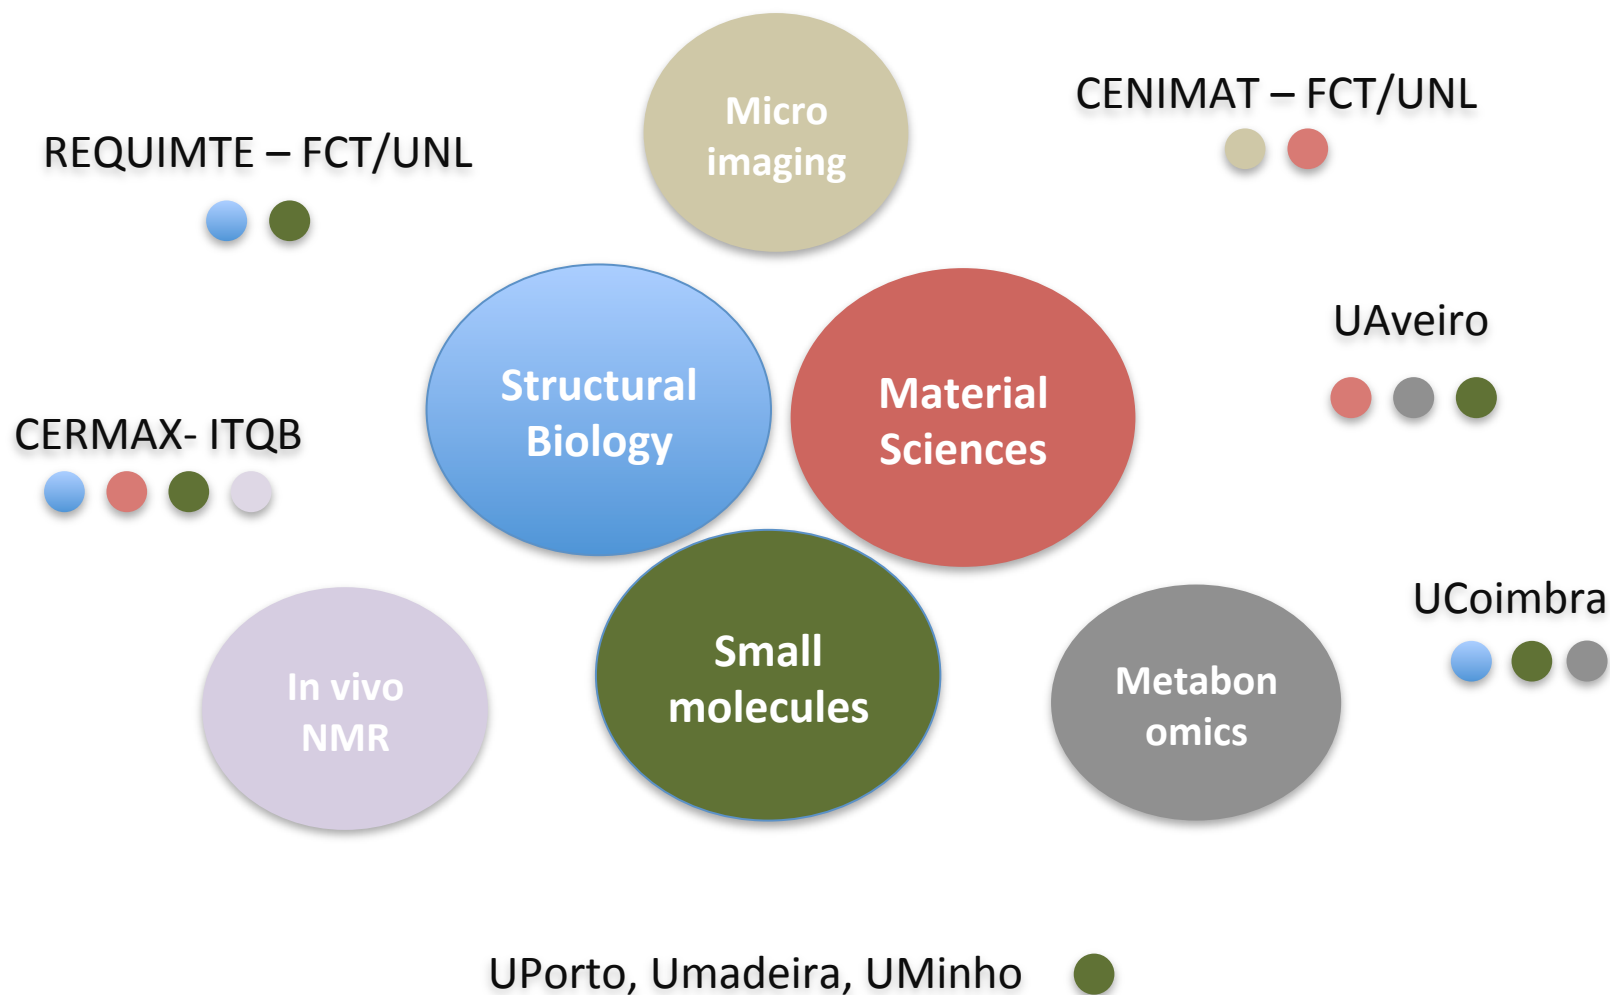 Micro
imaging
CENIMAT – FCT/UNL
REQUIMTE – FCT/UNL
UAveiro
Structural
Biology
Material
Sciences
CERMAX- ITQB
UCoimbra
In vivo
NMR
Small
molecules
Metabon
omics
UPorto, Umadeira, UMinho